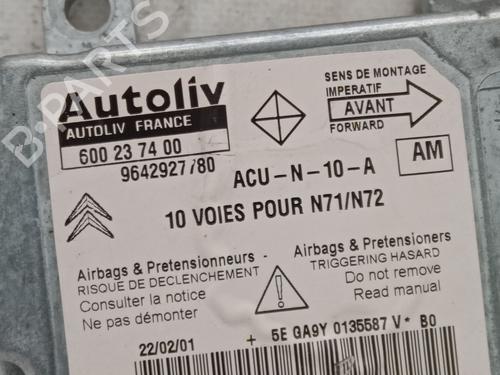 Autoliv
AUTOLIV FRANCE
600 23 74 00
9642927780
SENS DE MONTAGE
IMPERATIF
AVANT
FORWARD
ACU-N-10-A
AM
10 VOIES POUR N71/N72
Airbags & Pretensionneurs
RISQUE DE DECLENCHEMENT
Consulter la notice
Ne pas démonter
Airbags & Pretensioners
TRIGGERING HASARD
Do not remove
Read manual
22/02/01 + 5E GA9Y 0135587 V* B0
B-PARTS